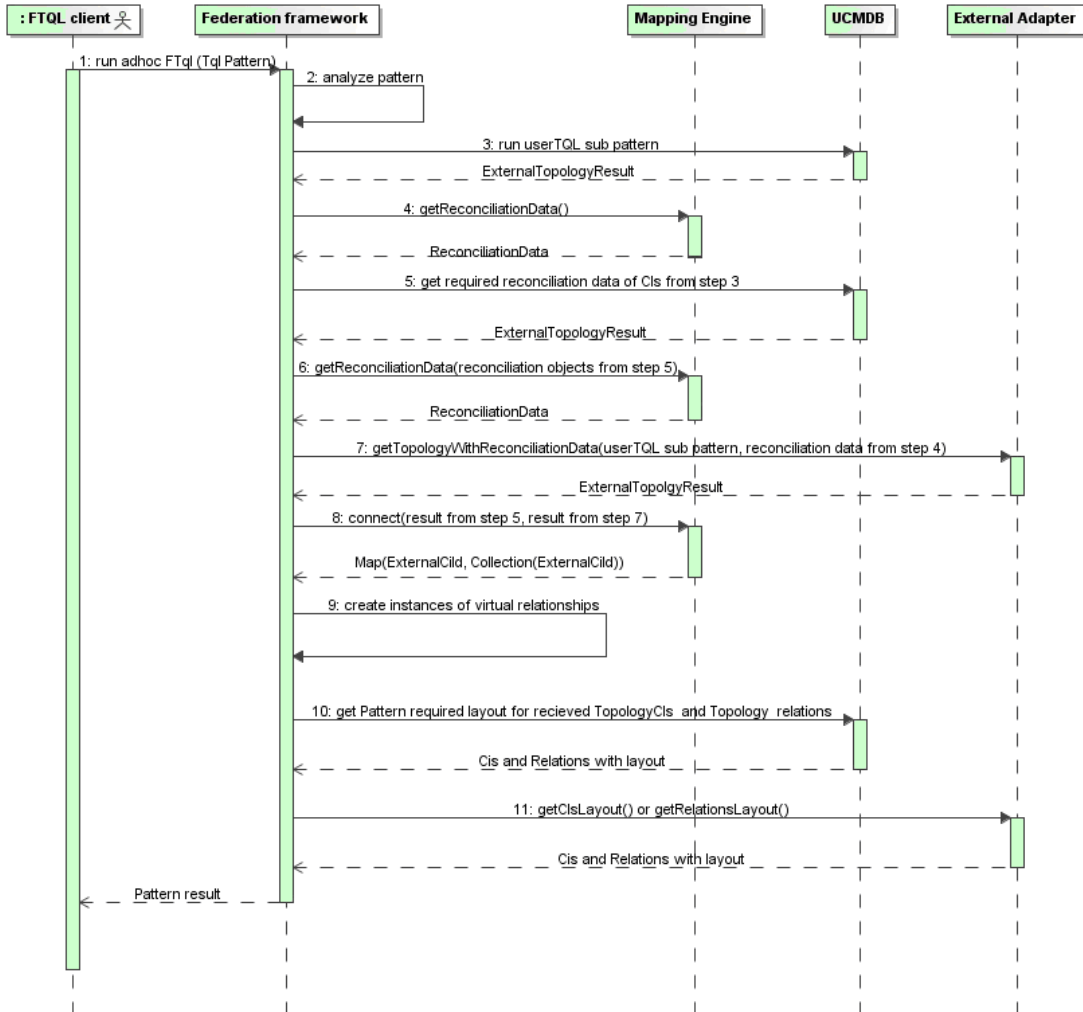 : FTQL client
Federation framework
Mapping Engine
UCMDB
External Adapter
1: run adhoc FTql (Tql Pattern)
2: analyze pattern
3: run userTQL sub pattern
ExternalTopologyResult
4: getReconciliationData()
ReconciliationData
5: get required reconciliation data of CIs from step 3
ExternalTopologyResult
6: getReconciliationData(reconciliation objects from step 5)
ReconciliationData
7: getTopologyWithReconciliationData(userTQL sub pattern, reconciliation data from step 4)
ExternalTopolgyResult
8: connect(result from step 5, result from step 7)
Map(ExternalCiId, Collection(ExternalCiId))
9: create instances of virtual relationships
10: get Pattern required layout for recieved TopologyCIs and Topology relations
Cis and Relations with layout
11: getCIsLayout() or getRelationsLayout()
Cis and Relations with layout
Pattern result